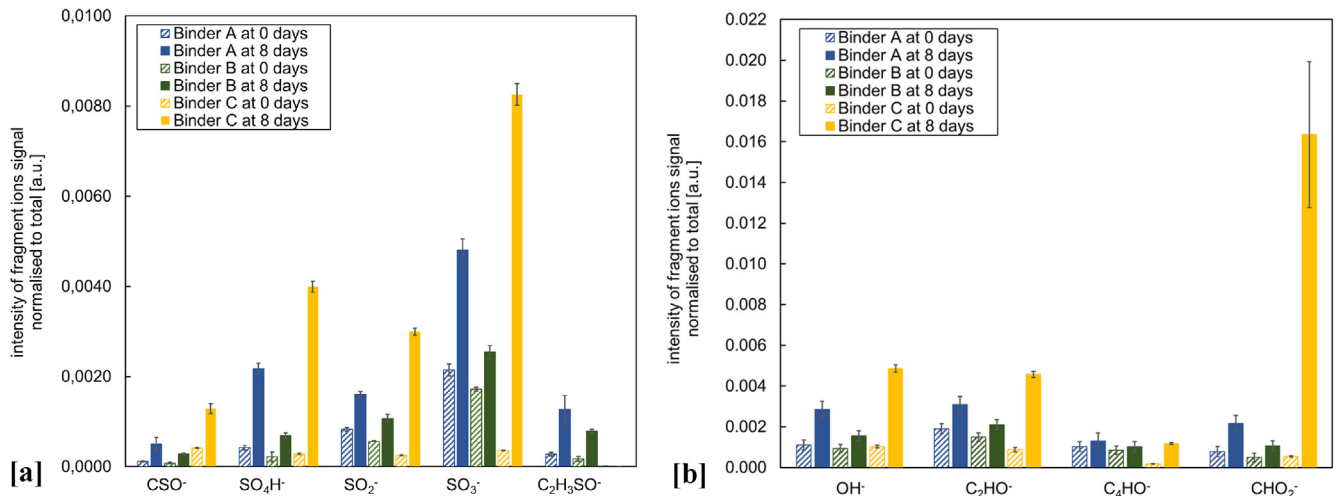 0,0100
0,0080
0,0060
0,0040
0,0020
0,0000
intensity of fragment ions signal
normalised to total [a.u.]
Binder A at 0 days
Binder A at 8 days
Binder B at 0 days
Binder B at 8 days
Binder C at 0 days
Binder C at 8 days
CSO⁻
SO₄H⁻
SO₂⁻
SO₃⁻
C₂H₃SO⁻
[a]
0.022
0.020
0.018
0.016
0.014
0.012
0.010
0.008
0.006
0.004
0.002
0.000
intensity of fragment ions signal
normalised to total [a.u.]
Binder A at 0 days
Binder A at 8 days
Binder B at 0 days
Binder B at 8 days
Binder C at 0 days
Binder C at 8 days
OH⁻
C₂HO⁻
C₄HO⁻
CHO₂⁻
[b]